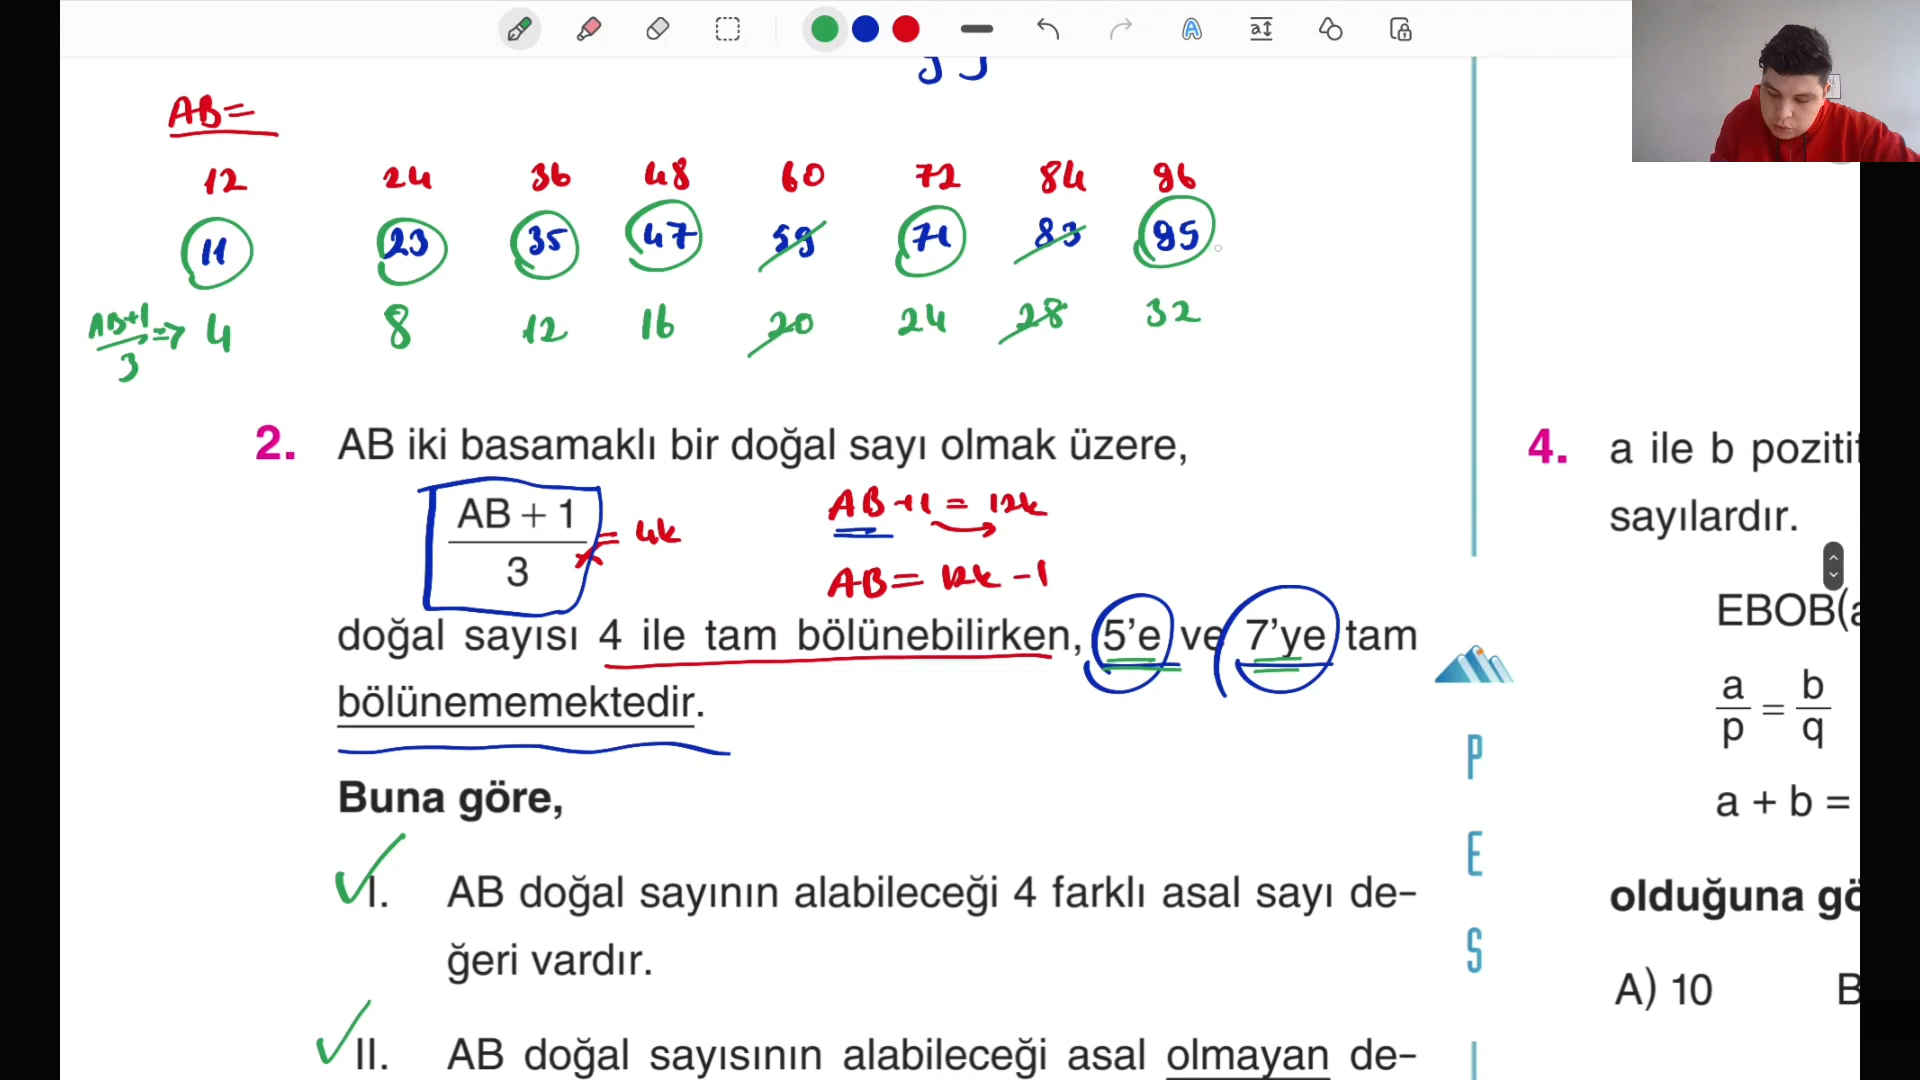 AB=
12 24 36 48 60 72 84 96
11 23 35 47 59 71 83 95
AB+1/3 => 4 8 12 16 20 24 28 32
2. AB iki basamaklı bir doğal sayı olmak üzere,
AB + 1
3
= 4k
AB+1 = 12k
AB = 12k - 1
doğal sayısı 4 ile tam bölünebilirken, 5'e ve 7'ye tam
bölünememektedir.
Buna göre,
I. AB doğal sayının alabileceği 4 farklı asal sayı de-
ğeri vardır.
II. AB doğal sayısının alabileceği asal olmayan de-
P
E
S
4. a ile b poziti
sayılardır.
EBOB(a
a/p = b/q
a + b =
olduğuna gö
A) 10 B